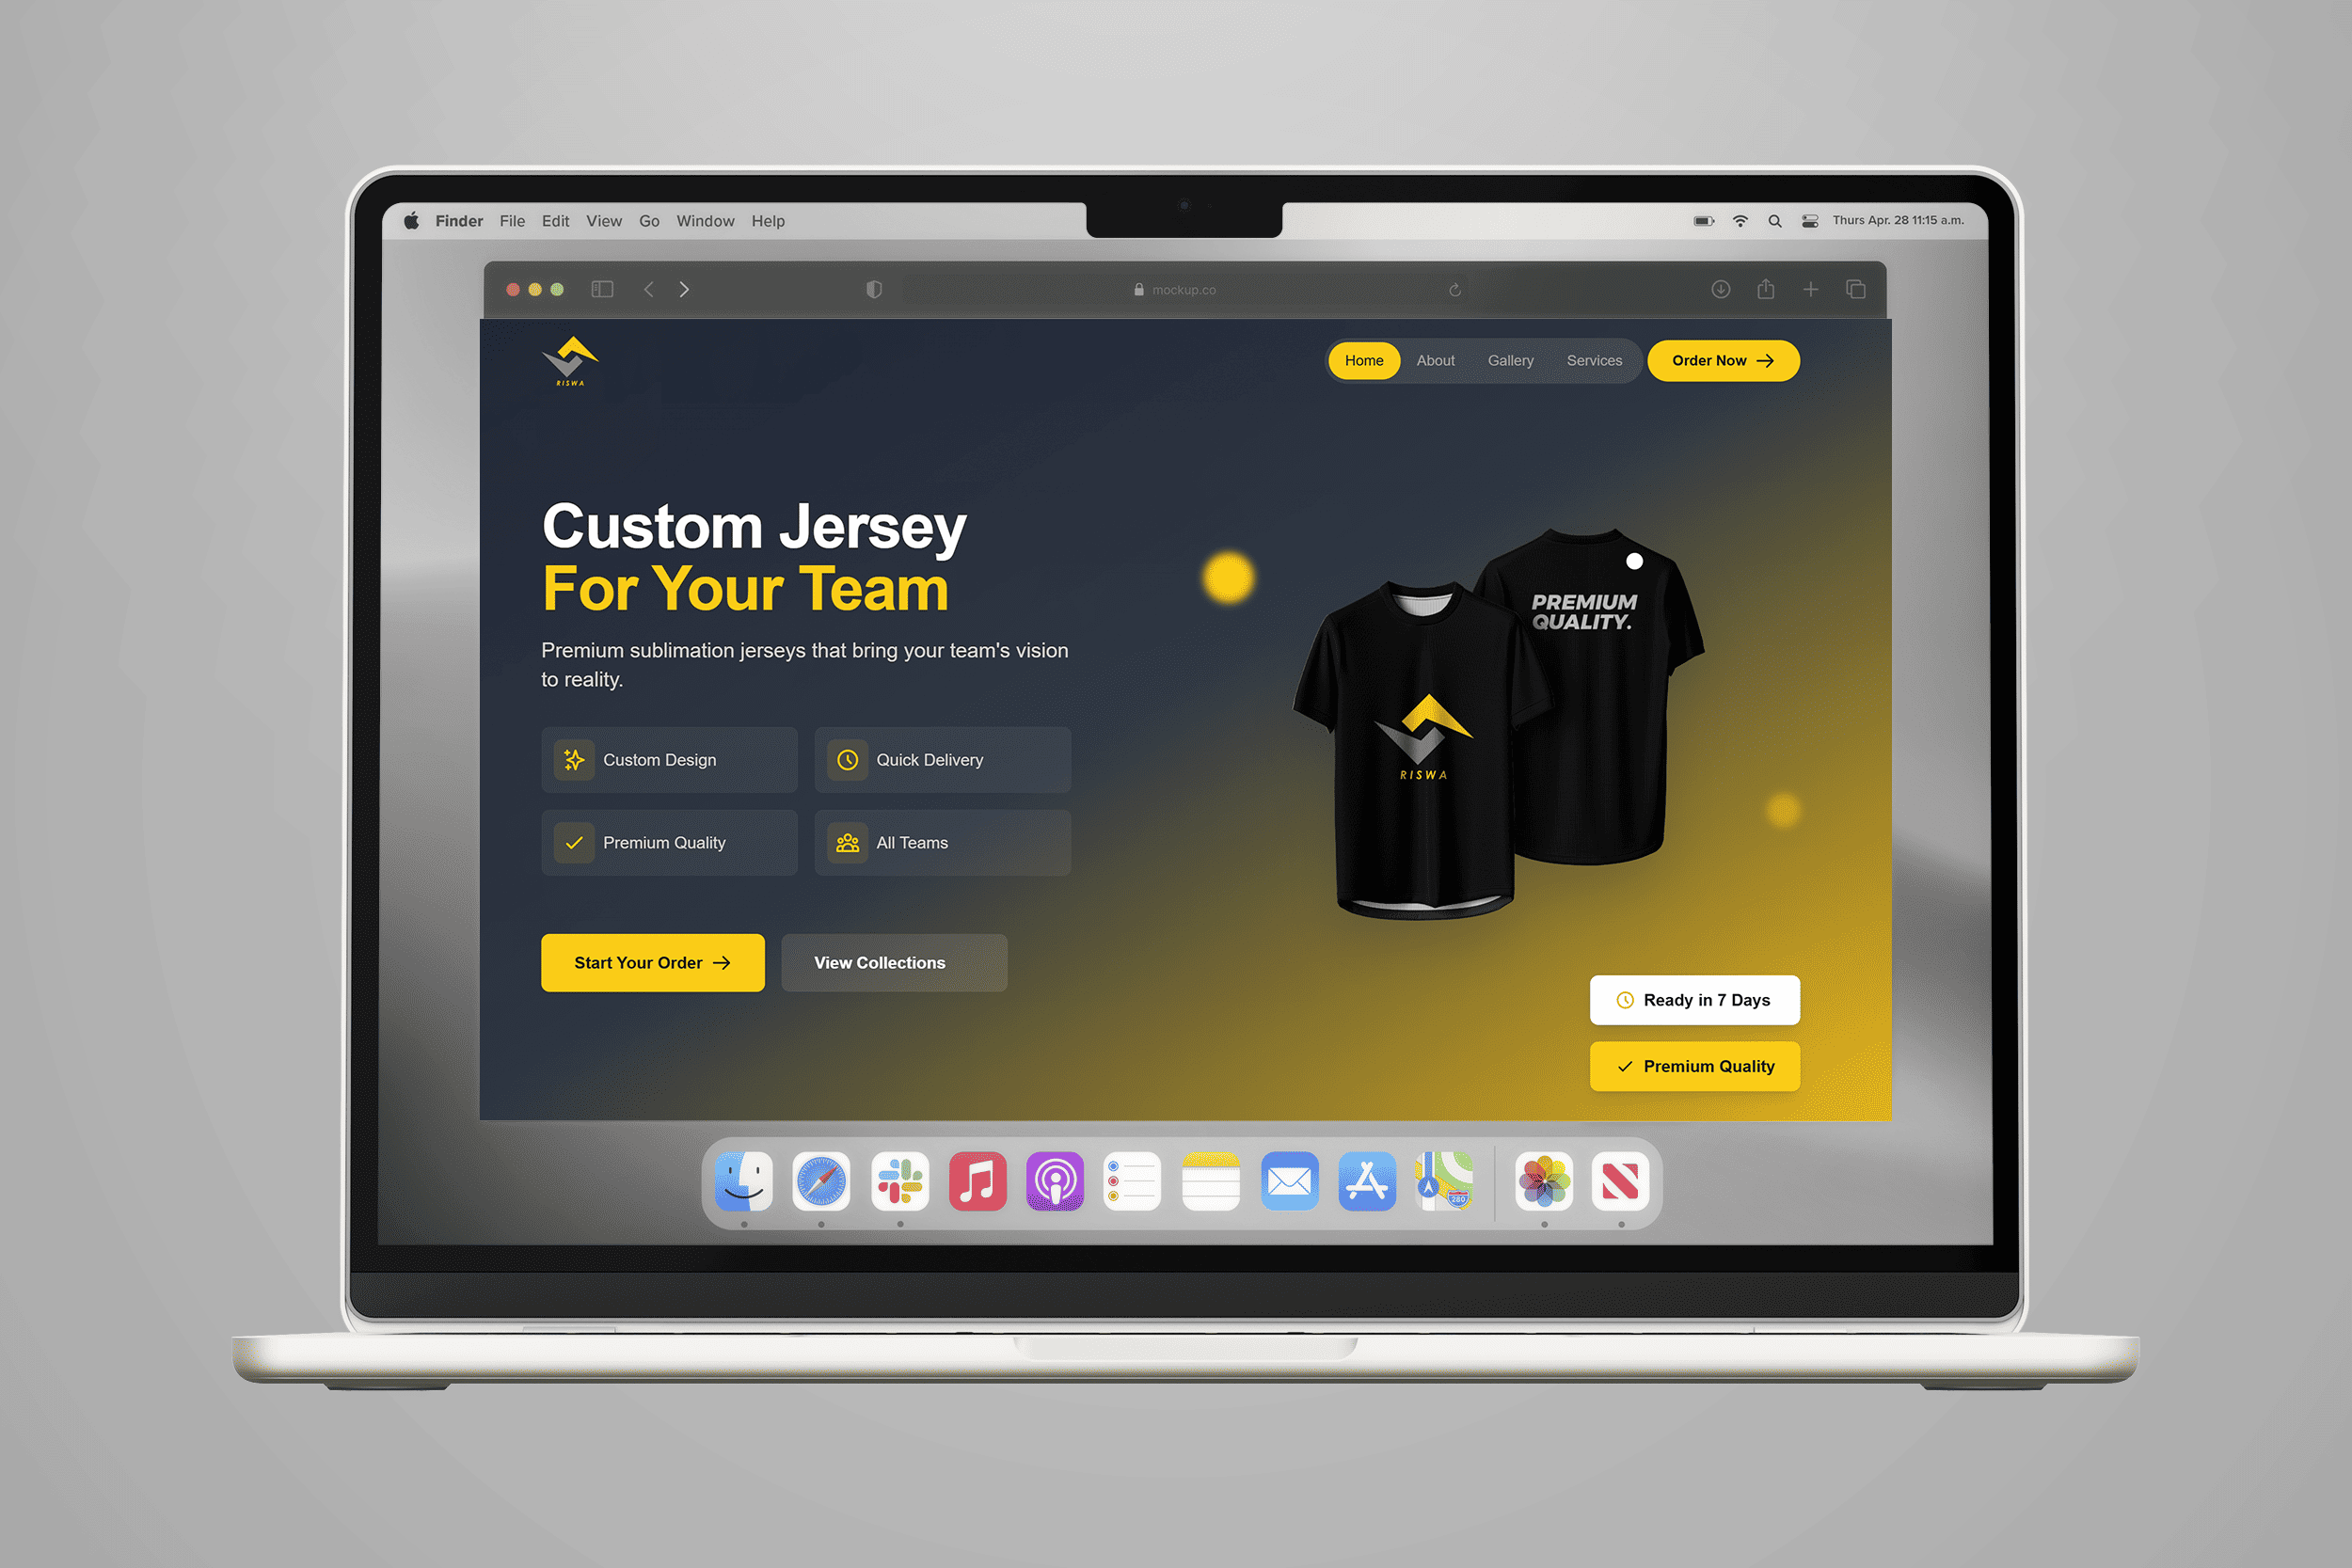 Finder File Edit View Go Window Help
Thurs Apr. 28 11:15 a.m.
mockup.co
RISWA
Home About Gallery Services
Order Now
Custom Jersey
For Your Team
Premium sublimation jerseys that bring your team's vision
to reality.
Custom Design
Quick Delivery
Premium Quality
All Teams
Start Your Order
View Collections
PREMIUM
QUALITY.
RISWA
Ready in 7 Days
Premium Quality
280